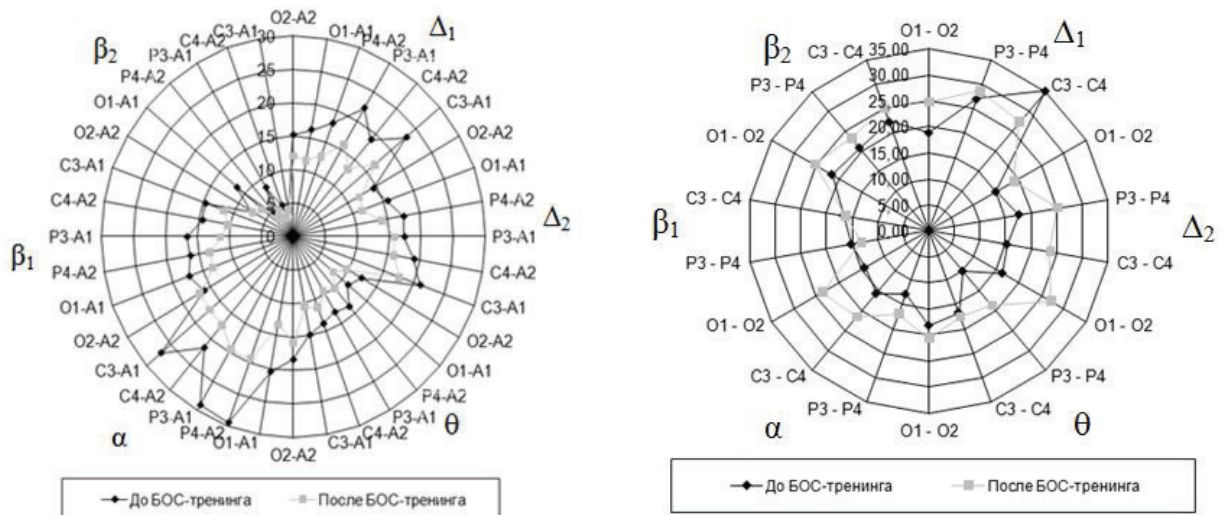 O2-A2
O1-A1
P4-A2
P3-A1
C4-A2
C3-A1
O2-A2
O1-A1
P4-A2
P3-A1
C4-A2
C3-A1
O2-A2
O1-A1
P4-A2
P3-A1
C4-A2
C3-A1
O2-A2
O1-A1
P4-A2
P3-A1
C4-A2
C3-A1
O2-A2
O1-A1
P4-A2
P3-A1
C4-A2
C3-A1
O2-A2
O1-A1
P4-A2
P3-A1
C4-A2
C3-A1
30
25
20
15
10
5
0
Δ1
Δ2
θ
α
β1
β2
До БОС-тренинга
После БОС-тренинга
O1 - O2
P3 - P4
C3 - C4
O1 - O2
P3 - P4
C3 - C4
O1 - O2
P3 - P4
C3 - C4
O1 - O2
P3 - P4
C3 - C4
O1 - O2
P3 - P4
C3 - C4
O1 - O2
P3 - P4
C3 - C4
35,00
30,00
25,00
20,00
15,00
10,00
5,00
0,00
Δ1
Δ2
θ
α
β1
β2
До БОС-тренинга
После БОС-тренинга